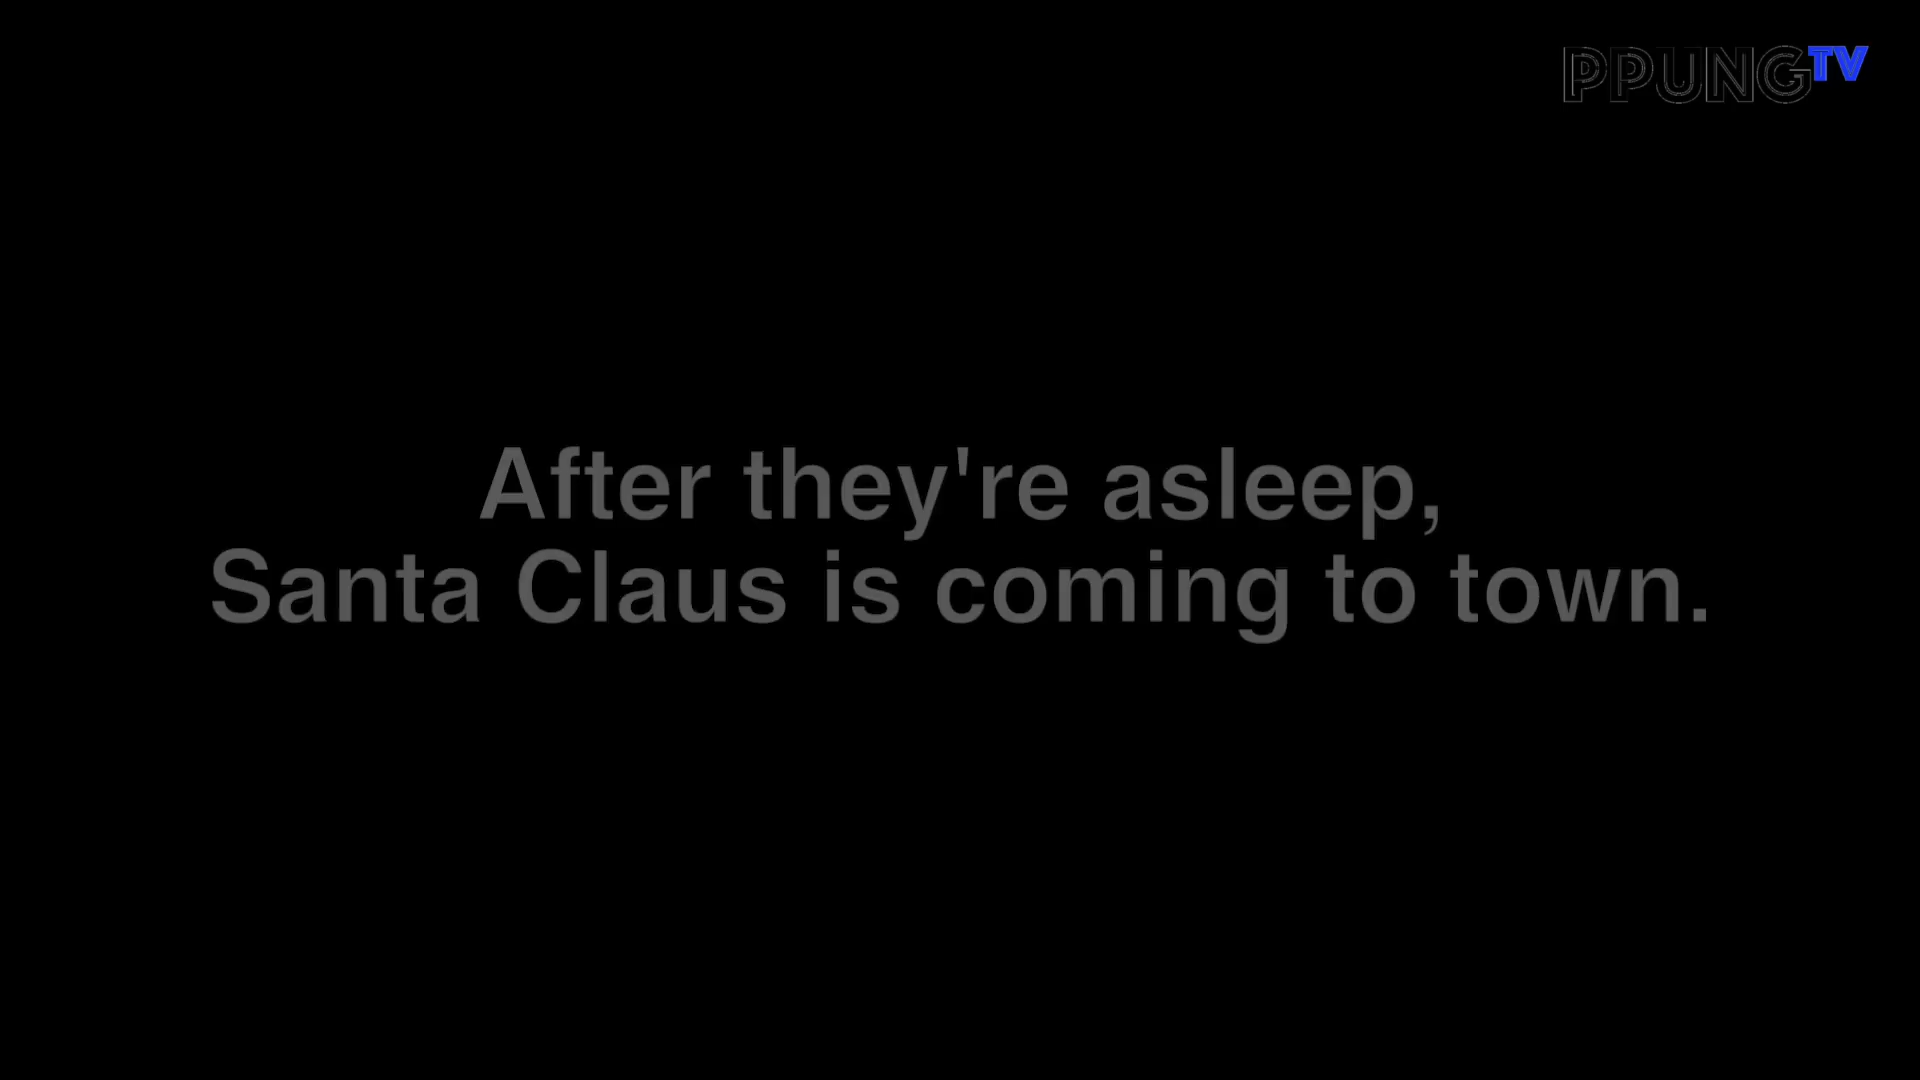 PPUNGTV
After they're asleep,
Santa Claus is coming to town.